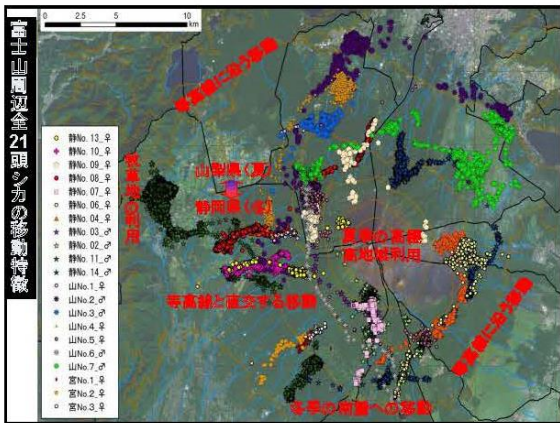 富士山周辺全21頭シカの移動特徴
0 2.5 5 10
km
静No.13_♀
静No.10_♀
静No.09_♀
静No.08_♀
静No.07_♀
静No.06_♀
静No.04_♀
静No.03_♂
静No.02_♂
静No.11_♂
静No.14_♂
山No.1_♀
山No.2_♂
山No.3_♂
山No.4_♀
山No.5_♀
山No.6_♂
山No.7_♂
宮No.1_♀
宮No.2_♀
宮No.3_♀
等高線に沿う移動
牧草地の利用
山梨県(夏)
静岡県(冬)
夏季の高標
高地域利用
等高線と直交する移動
等高線に沿う移動
冬季の南麓への移動